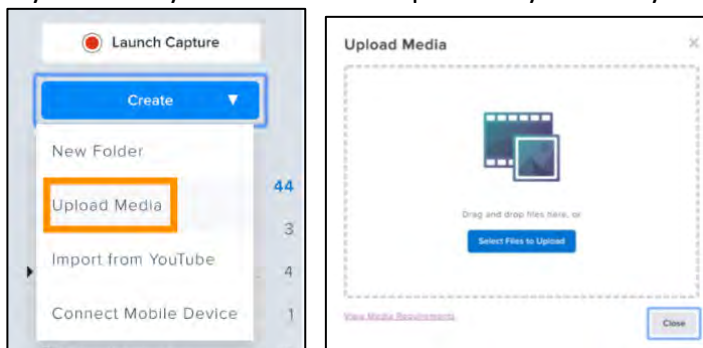 Launch Capture
Create
New Folder
44
Upload Media
3
Import from YouTube
4
Connect Mobile Device
1
Upload Media
Drag and drop files here, or
Select Files to Upload
View Media Requirements
Close